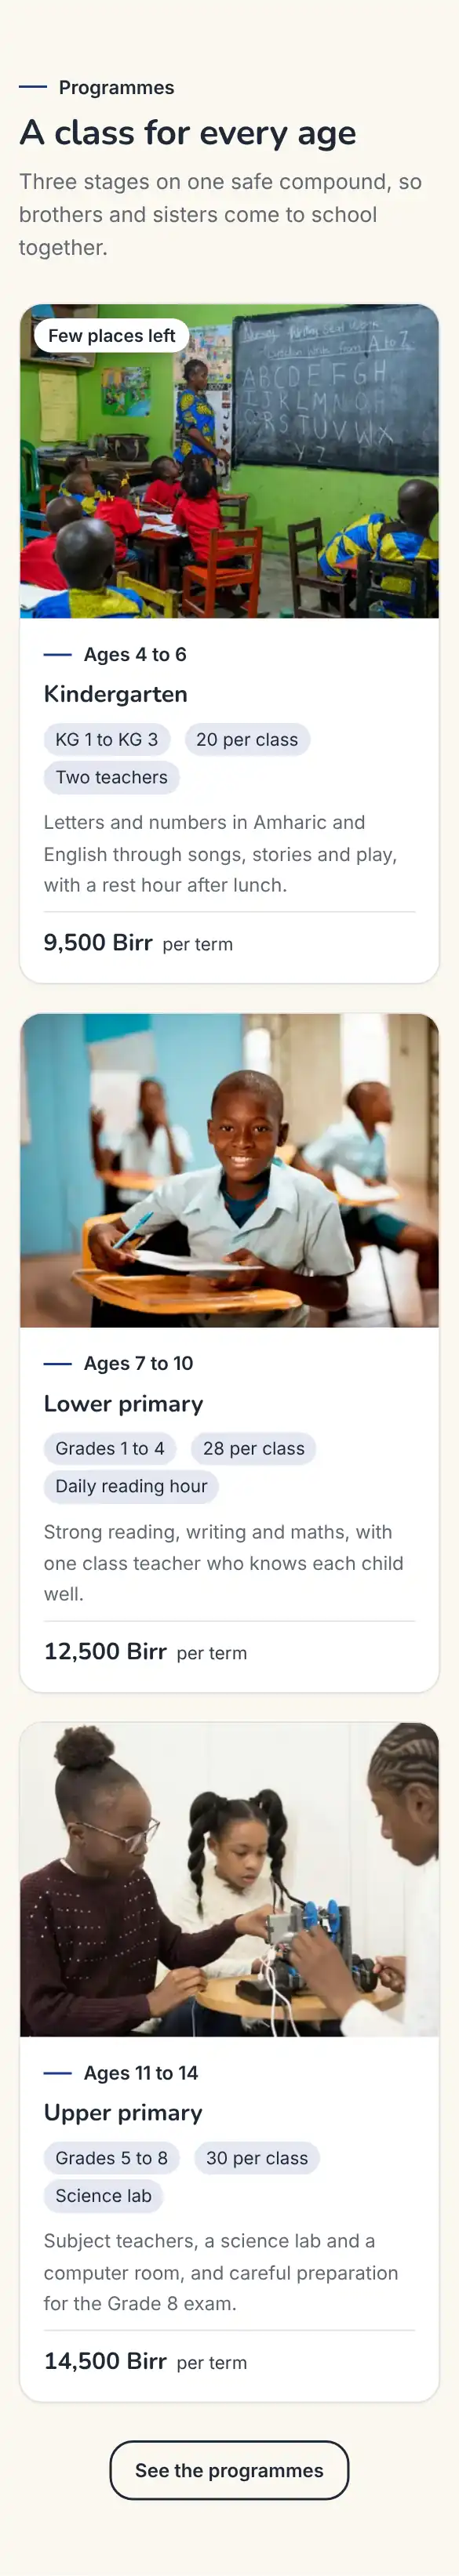 Programmes
A class for every age
Three stages on one safe compound, so
brothers and sisters come to school
together.
Few places left
A to Z
A B C D E F G H
I J K L M N
R S T U V W X
Y Z
Ages 4 to 6
Kindergarten
KG 1 to KG 3 20 per class
Two teachers
Letters and numbers in Amharic and
English through songs, stories and play,
with a rest hour after lunch.
9,500 Birr per term
Ages 7 to 10
Lower primary
Grades 1 to 4 28 per class
Daily reading hour
Strong reading, writing and maths, with
one class teacher who knows each child
well.
12,500 Birr per term
Ages 11 to 14
Upper primary
Grades 5 to 8 30 per class
Science lab
Subject teachers, a science lab and a
computer room, and careful preparation
for the Grade 8 exam.
14,500 Birr per term
See the programmes